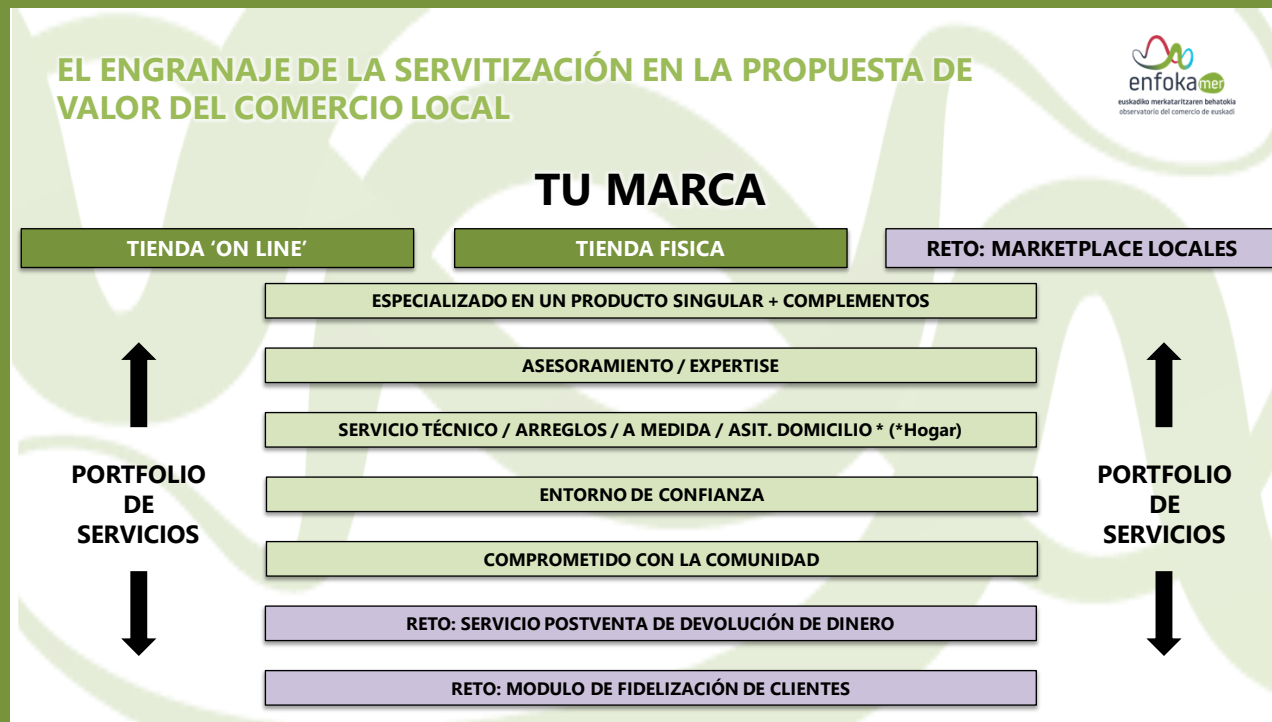 EL ENGRANAJE DE LA SERVITIZACIÓN EN LA PROPUESTA DE
VALOR DEL COMERCIO LOCAL
enfokamer
euskadiko merkataritzaren behatokia
observatorio del comercio de euskadi
TU MARCA
TIENDA ‘ON LINE’
TIENDA FISICA
RETO: MARKETPLACE LOCALES
ESPECIALIZADO EN UN PRODUCTO SINGULAR + COMPLEMENTOS
ASESORAMIENTO / EXPERTISE
SERVICIO TÉCNICO / ARREGLOS / A MEDIDA / ASIT. DOMICILIO * (*Hogar)
PORTFOLIO
DE
SERVICIOS
ENTORNO DE CONFIANZA
COMPROMETIDO CON LA COMUNIDAD
RETO: SERVICIO POSTVENTA DE DEVOLUCIÓN DE DINERO
RETO: MODULO DE FIDELIZACIÓN DE CLIENTES
PORTFOLIO
DE
SERVICIOS